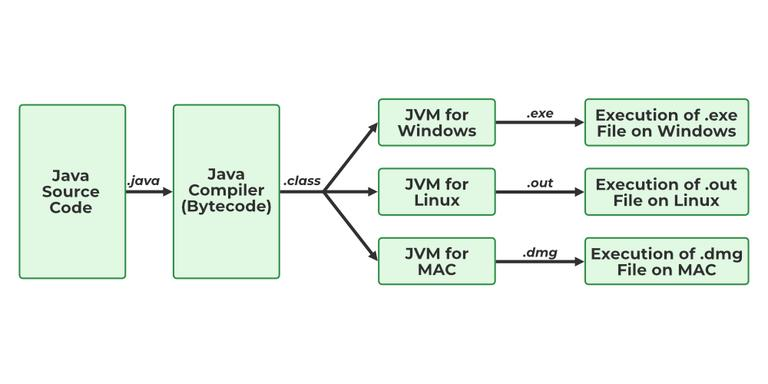 Java
Source
Code
.java
Java
Compiler
(Bytecode)
.class
JVM for
Windows
.exe
Execution of .exe
File on Windows
JVM for
Linux
.out
Execution of .out
File on Linux
JVM for
MAC
.dmg
Execution of .dmg
File on MAC